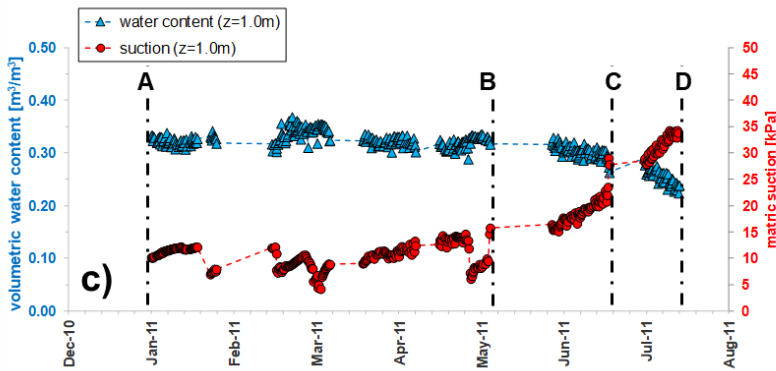 water content (z=1.0m)
suction (z=1.0m)
0.50
0.40
0.30
0.20
0.10
0.00
volumetric water content [m³/m³]
A
B
C
D
c)
50
45
40
35
30
25
20
15
10
5
0
matric suction [kPa]
Dec-10
Jan-11
Feb-11
Mar-11
Apr-11
May-11
Jun-11
Jul-11
Aug-11